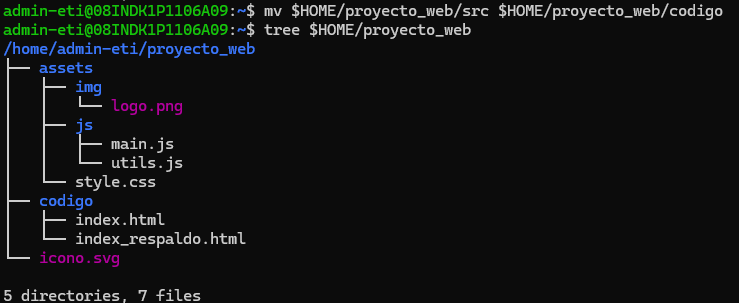 admin-eti@08INDK1P1106A09:~$ mv $HOME/proyecto_web/src $HOME/proyecto_web/codigo
admin-eti@08INDK1P1106A09:~$ tree $HOME/proyecto_web
/home/admin-eti/proyecto_web
├── assets
│   ├── img
│   │   └── logo.png
│   ├── js
│   │   ├── main.js
│   │   └── utils.js
│   └── style.css
├── codigo
│   ├── index.html
│   └── index_respaldo.html
└── icono.svg
5 directories, 7 files